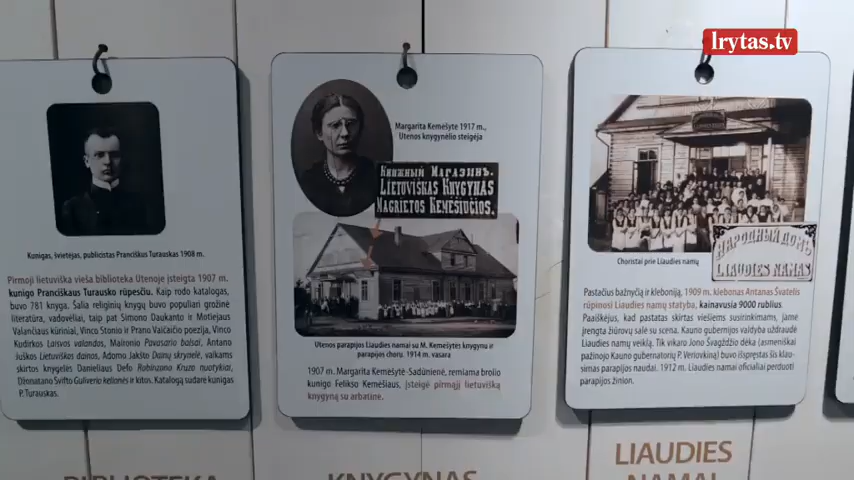 lrytas.tv
Kunigas, švietėjas, publicistas Pranciškus Turauskas 1908 m.
Pirmoji lietuviška vieša biblioteka Utenoje įsteigta 1907 m.
kunigo Pranciškaus Turausko rūpesčiu. Kaip rodo katalogas,
buvo 781 knyga. Šalia religinių knygų buvo populiari grožinė
literatūra, vadovėliai, taip pat Simono Daukanto ir Motiejaus
Valančiaus kūriniai, Vinco Stonio ir Prano Vaičaičio poezija, Vinco
Kudirkos Laisvos valandos, Maironio Pavasario balsai, Antano
Juškos Lietuviškos dainos, Adomo Jakšto Dainų skrynelė, vaikams
skirtos knygelės Danieliaus Defo Robinzono Kruzo nuotykiai,
Džonatano Svifto Guliverio kelionės ir kitos. Katalogą sudarė kunigas
P. Turauskas.
BIBLIOTEKA
Margarita Kemėšytė 1917 m.,
Utenos knygynėlio steigėja
Книжный Магазинъ.
LIETUVIŠKAS KNYGYNAS
MAGRIETOS KEMEŠIUČIOS.
Utenos parapijos Liaudies namai su M. Kemėšytės knygynu ir
parapijos choru. 1914 m. vasara
1907 m. Margarita Kemėšytė-Sadūnienė, remiama brolio
kunigo Felikso Kemėšiaus, įsteigė pirmąjį lietuvišką
knygyną su arbatine.
KNYGYNAS
Choristai prie Liaudies namų
НАРОДНЫЙ ДОМЪ
LIAUDIES NAMAS
Pastačius bažnyčią ir kleboniją, 1909 m. klebonas Antanas Švatelis
rūpinosi Liaudies namų statyba, kainavusia 9000 rublių.
Paaiškėjus, kad pastatas skirtas viešiems susirinkimams, jame
įrengta žiūrovų salė su scena, Kauno gubernijos valdyba uždraudė
Liaudies namų veiklą. Tik vikaro Jono Švagždžio dėka (asmeniškai
pažinojo Kauno gubernatorių P. Veriovkiną) buvo išspręstas šis klau-
simas parapijos naudai. 1912 m. Liaudies namai oficialiai perduoti
parapijos žinion.
LIAUDIES
NAMAI